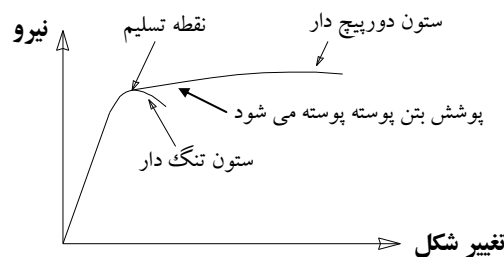 نیرو
نقطه تسلیم
ستون دورپیچ دار
پوشش بتن پوسته پوسته می شود
ستون تنگ دار
تغییر شکل